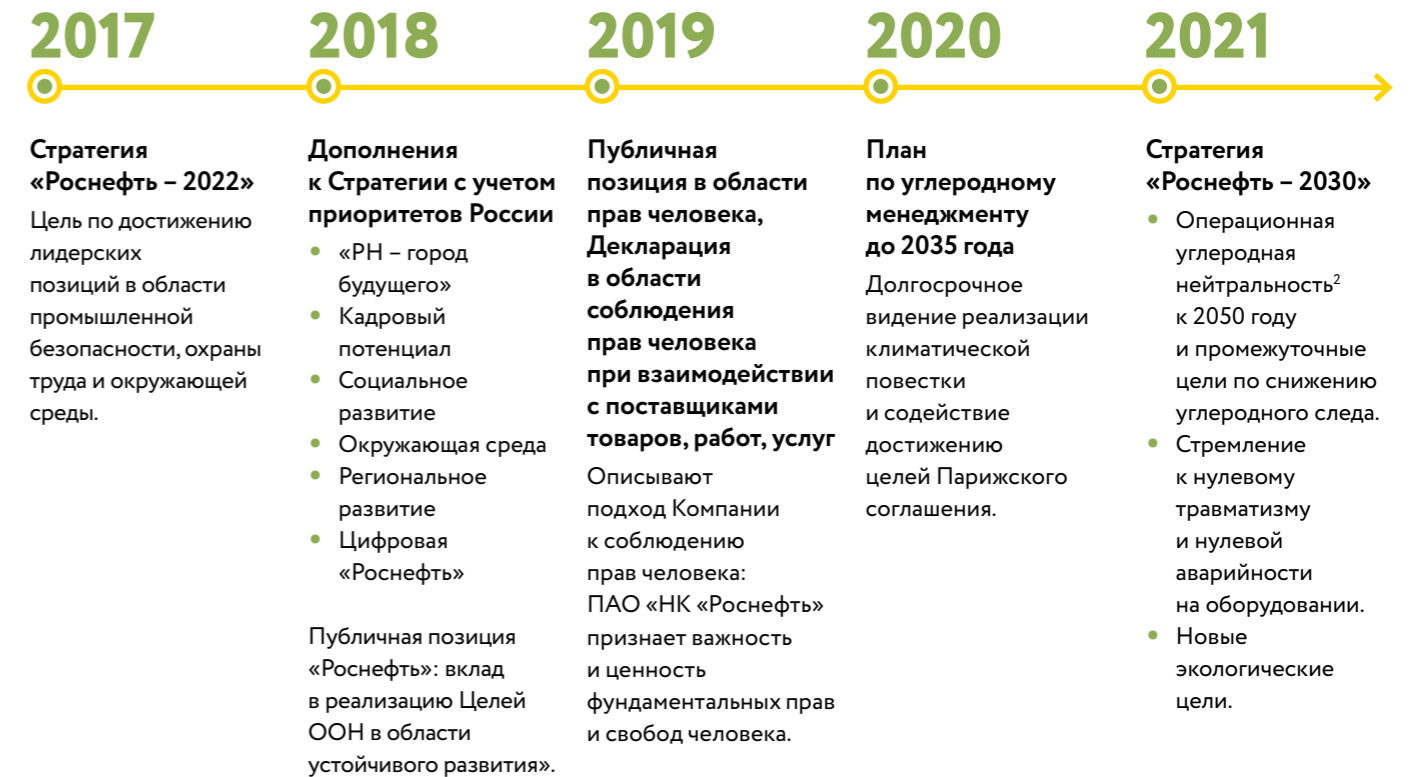 2017
Стратегия
«Роснефть – 2022»
Цель по достижению
лидерских
позиций в области
промышленной
безопасности, охраны
труда и окружающей
среды.
2018
Дополнения
к Стратегии с учетом
приоритетов России
• «РН – город
будущего»
• Кадровый
потенциал
• Социальное
развитие
• Окружающая среда
• Региональное
развитие
• Цифровая
«Роснефть»
Публичная позиция
«Роснефть»: вклад
в реализацию Целей
ООН в области
устойчивого развития».
2019
Публичная
позиция в области
прав человека,
Декларация
в области
соблюдения
прав человека
при взаимодействии
с поставщиками
товаров, работ, услуг
Описывают
подход Компании
к соблюдению
прав человека:
ПАО «НК «Роснефть»
признает важность
и ценность
фундаментальных прав
и свобод человека.
2020
План
по углеродному
менеджменту
до 2035 года
Долгосрочное
видение реализации
климатической
повестки
и содействие
достижению
целей Парижского
соглашения.
2021
Стратегия
«Роснефть – 2030»
• Операционная
углеродная
нейтральность²
к 2050 году
и промежуточные
цели по снижению
углеродного следа.
• Стремление
к нулевому
травматизму
и нулевой
аварийности
на оборудовании.
• Новые
экологические
цели.